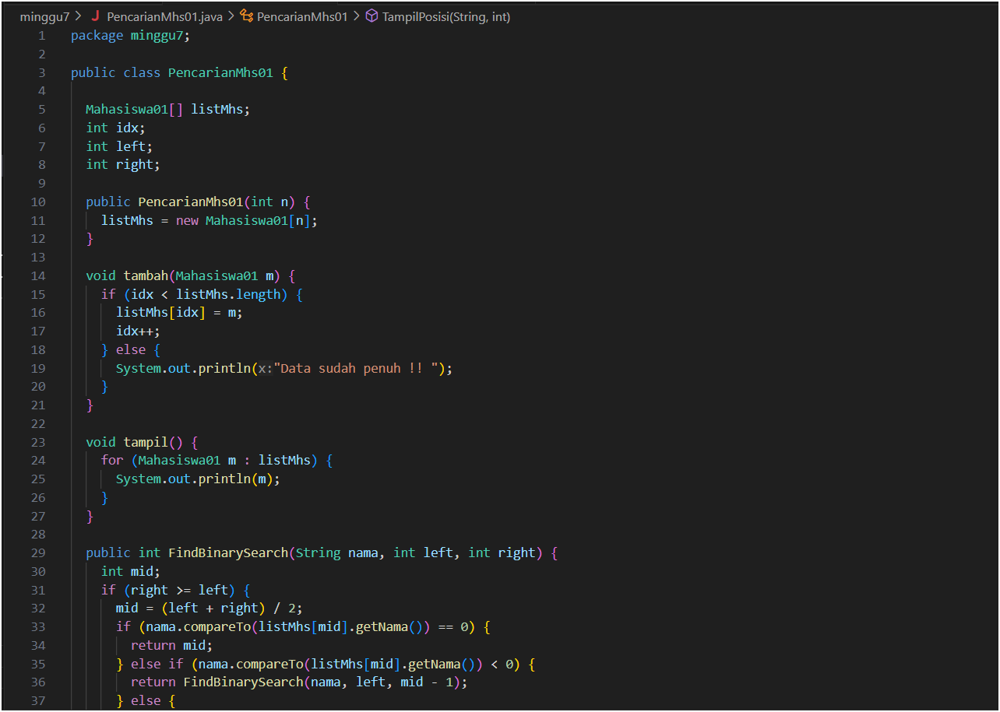 minggu7 > J PencarianMhs01.java > PencarianMhs01 > TampilPosisi(String, int)
1 package minggu7;
2
3 public class PencarianMhs01 {
4
5 Mahasiswa01[] listMhs;
6 int idx;
7 int left;
8 int right;
9
10 public PencarianMhs01(int n) {
11 listMhs = new Mahasiswa01[n];
12 }
13
14 void tambah(Mahasiswa01 m) {
15 if (idx < listMhs.length) {
16 listMhs[idx] = m;
17 idx++;
18 } else {
19 System.out.println(x:"Data sudah penuh !! ");
20 }
21 }
22
23 void tampil() {
24 for (Mahasiswa01 m : listMhs) {
25 System.out.println(m);
26 }
27 }
28
29 public int FindBinarySearch(String nama, int left, int right) {
30 int mid;
31 if (right >= left) {
32 mid = (left + right) / 2;
33 if (nama.compareTo(listMhs[mid].getNama()) == 0) {
34 return mid;
35 } else if (nama.compareTo(listMhs[mid].getNama()) < 0) {
36 return FindBinarySearch(nama, left, mid - 1);
37 } else {